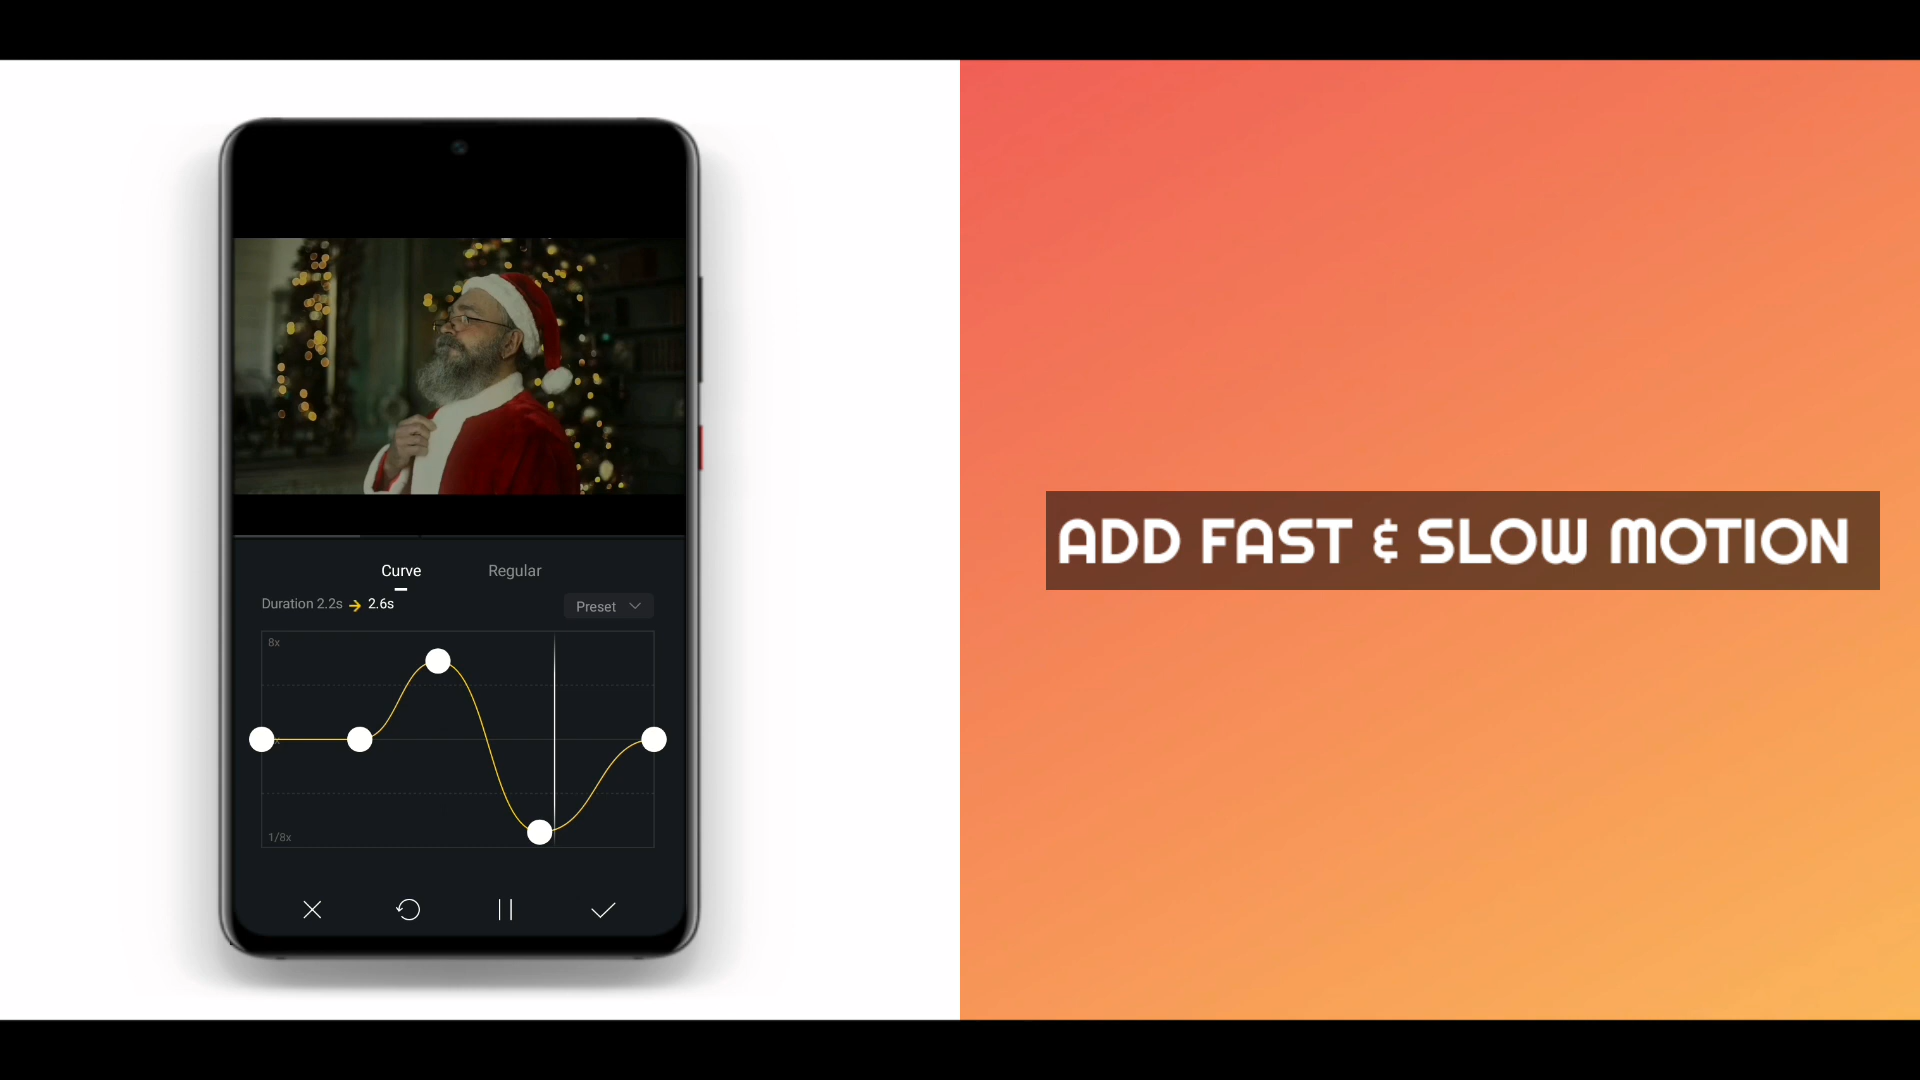 Curve Regular
Duration 2.2s → 2.6s
Preset
8x
1/8x
ADD FAST & SLOW MOTION